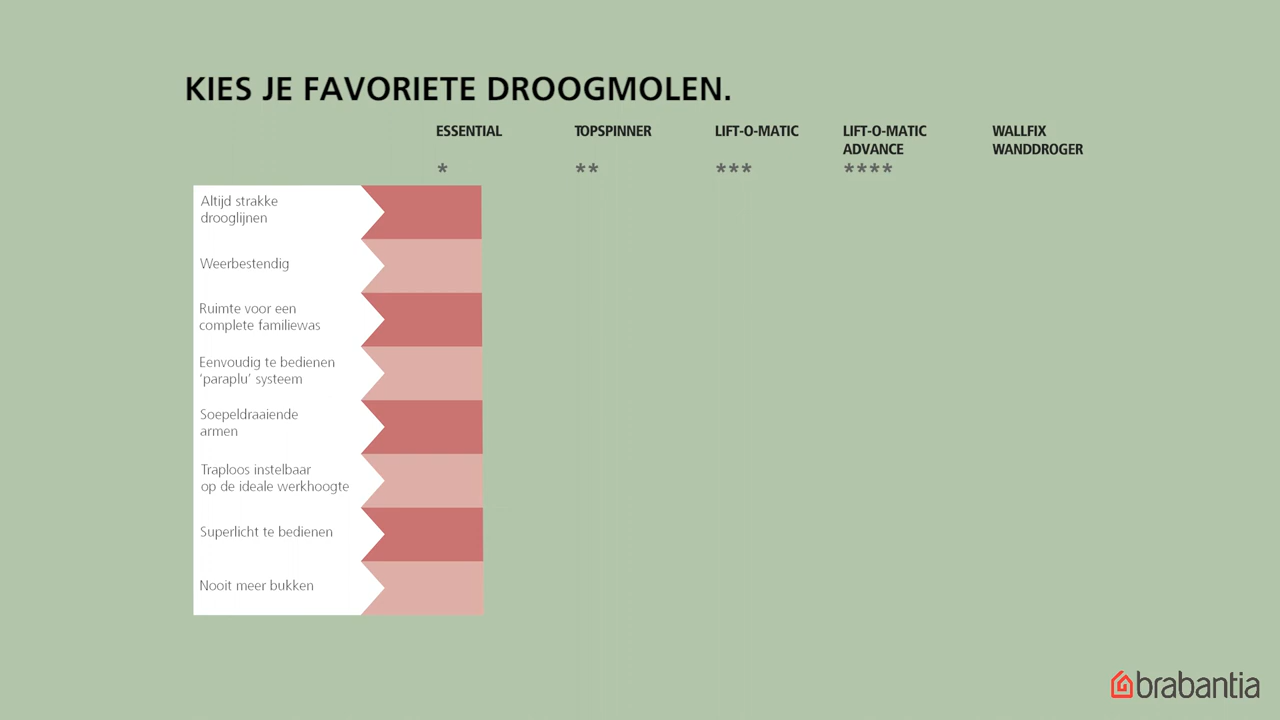 KIES JE FAVORIETE DROOGMOLEN.
ESSENTIAL
*
TOPSPINNER
**
LIFT-O-MATIC
***
LIFT-O-MATIC
ADVANCE
****
WALLFIX
WANDDROGER
Altijd strakke
drooglijnen
Weerbestendig
Ruimte voor een
complete familiewas
Eenvoudig te bedienen
‘paraplu’ systeem
Soepeldraaiende
armen
Traploos instelbaar
op de ideale werkhoogte
Superlicht te bedienen
Nooit meer bukken
brabantia